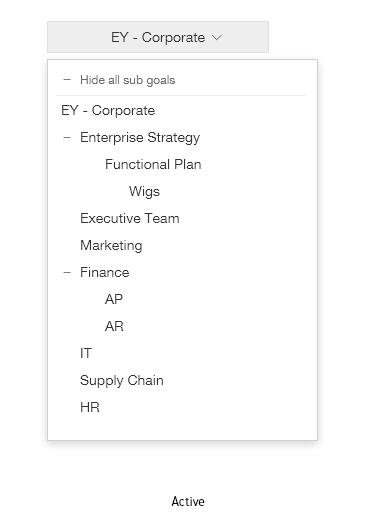 EY - Corporate
– Hide all sub goals
EY - Corporate
– Enterprise Strategy
Functional Plan
Wigs
Executive Team
Marketing
– Finance
AP
AR
IT
Supply Chain
HR
Active